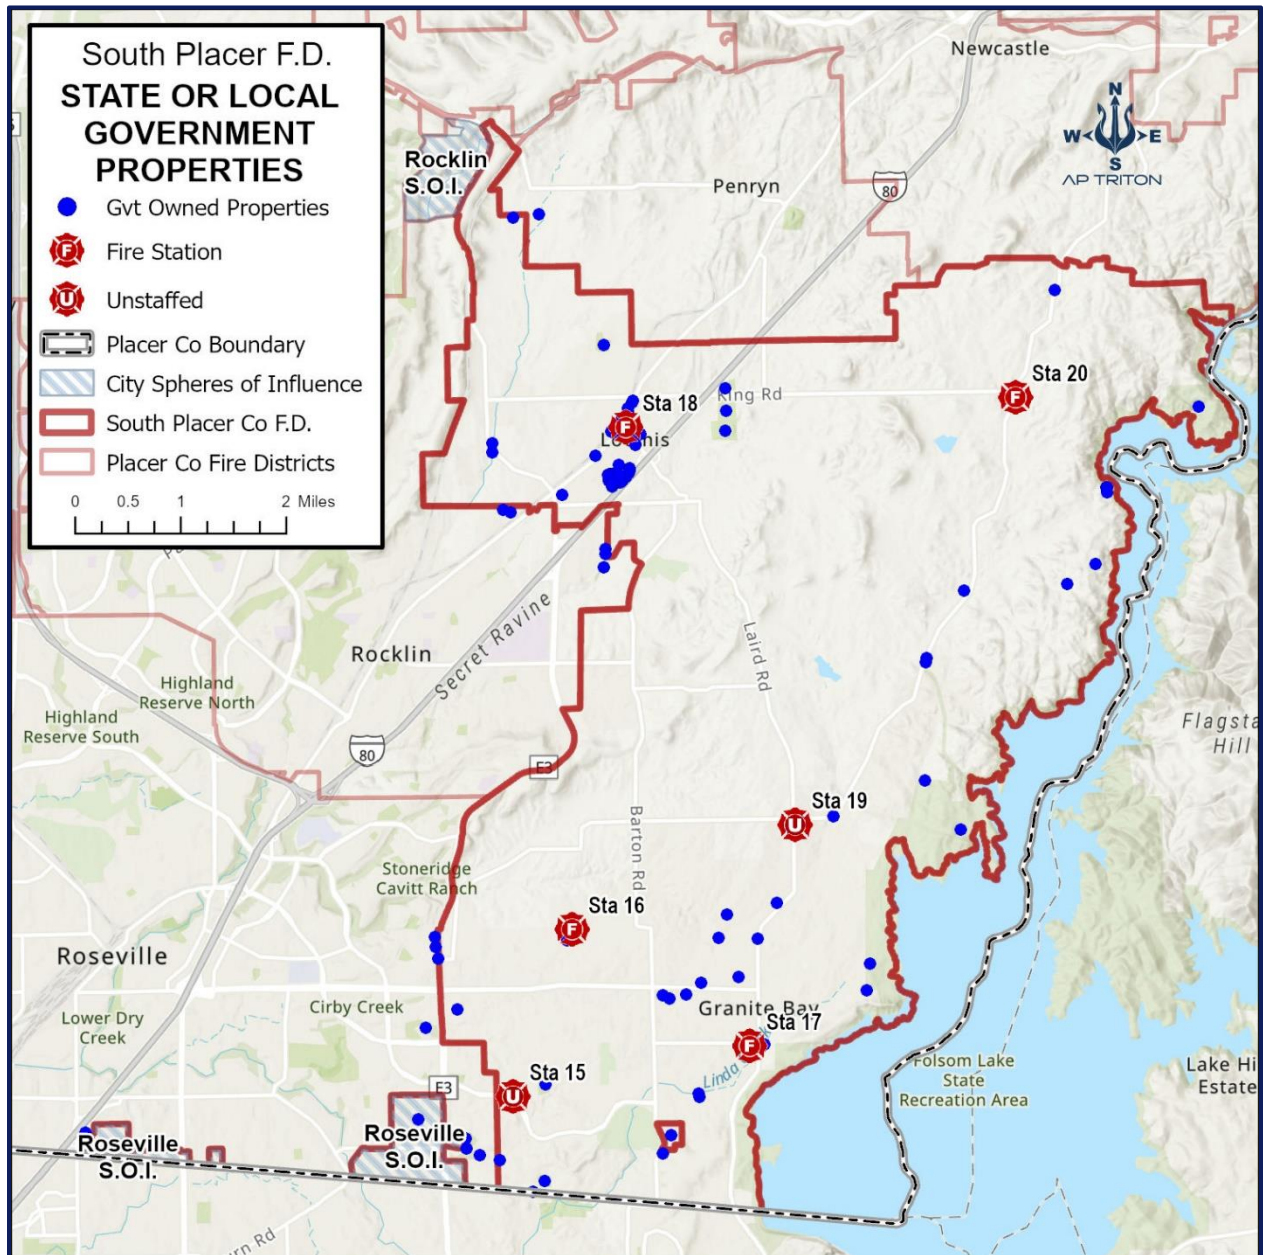 South Placer F.D.
STATE OR LOCAL
GOVERNMENT
PROPERTIES
Gvt Owned Properties
Fire Station
Unstaffed
Placer Co Boundary
City Spheres of Influence
South Placer Co F.D.
Placer Co Fire Districts
0 0.5 1 2 Miles
Newcastle
N
W E
S
AP TRITON
Rocklin
S.O.I.
Penryn
80
Sta 20
King Rd
Sta 18
F
F
Secret Ravine
Laird Rd
Rocklin
Highland
Reserve North
Highland
Reserve South
80
E3
Flagsta
Hill
Sta 19
U
Barton Rd
Stoneridge
Cavitt Ranch
Sta 16
F
Roseville
Cirby Creek
Lower Dry
Creek
Granite Bay
Sta 17
F
Linda
Folsom Lake
State
Recreation Area
Lake Hi
Estate
E3
Sta 15
U
Roseville
S.O.I.
Roseville
S.O.I.
rn Rd